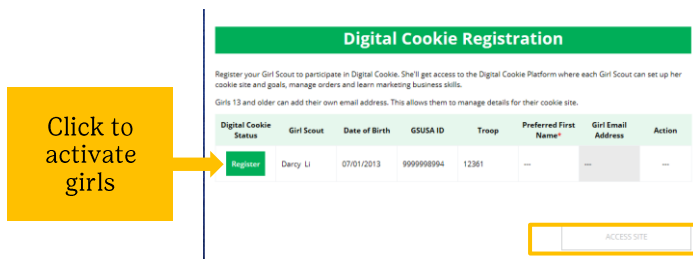 Digital Cookie Registration
Register your Girl Scout to participate in Digital Cookie. She'll get access to the Digital Cookie Platform where each Girl Scout can set up her
cookie site and goals, manage orders and learn marketing business skills.
Girls 13 and older can add their own email address. This allows them to manage details for their cookie site.
Click to
activate
girls
Digital Cookie Status Girl Scout Date of Birth GSUSA ID Troop Preferred First Name* Girl Email Address Action
Register Darcy Li 07/01/2013 9999998994 12361 --- --- ---
ACCESS SITE